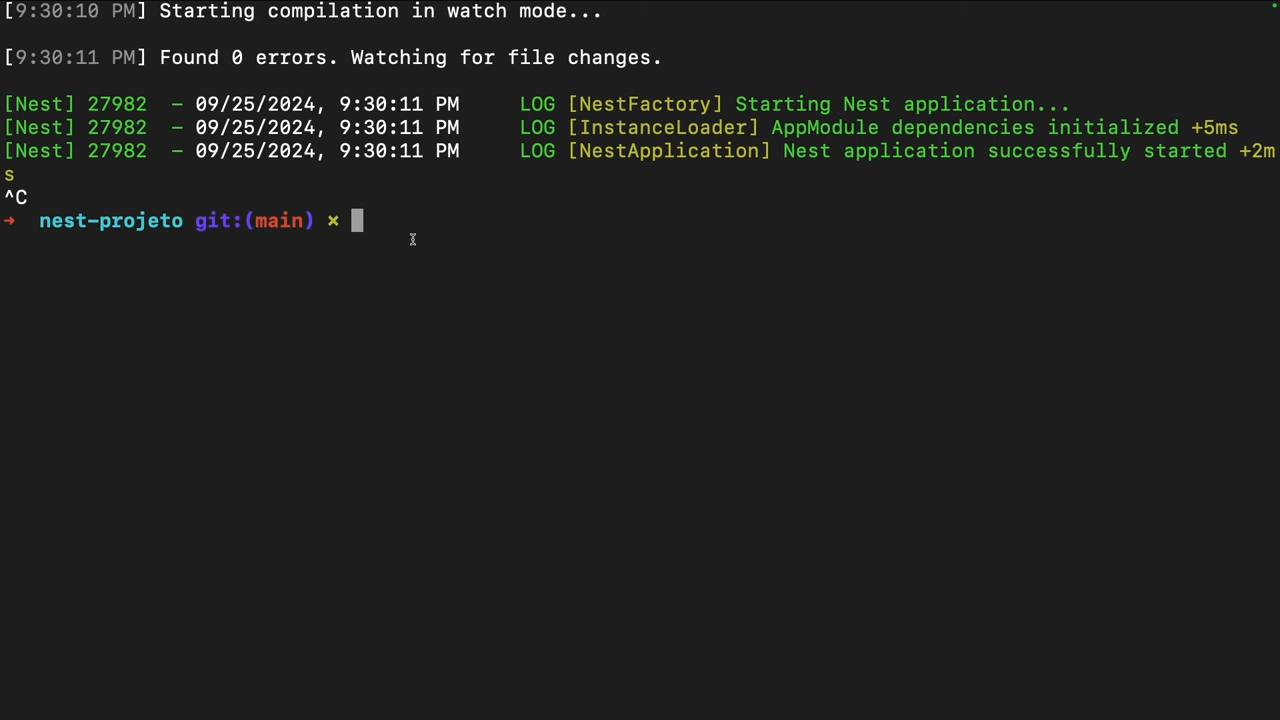 [9:30:10 PM] Starting compilation in watch mode...
[9:30:11 PM] Found 0 errors. Watching for file changes.
[Nest] 27982  - 09/25/2024, 9:30:11 PM     LOG [NestFactory] Starting Nest application...
[Nest] 27982  - 09/25/2024, 9:30:11 PM     LOG [InstanceLoader] AppModule dependencies initialized +5ms
[Nest] 27982  - 09/25/2024, 9:30:11 PM     LOG [NestApplication] Nest application successfully started +2m
s
^C
→  nest-projeto git:(main) ×